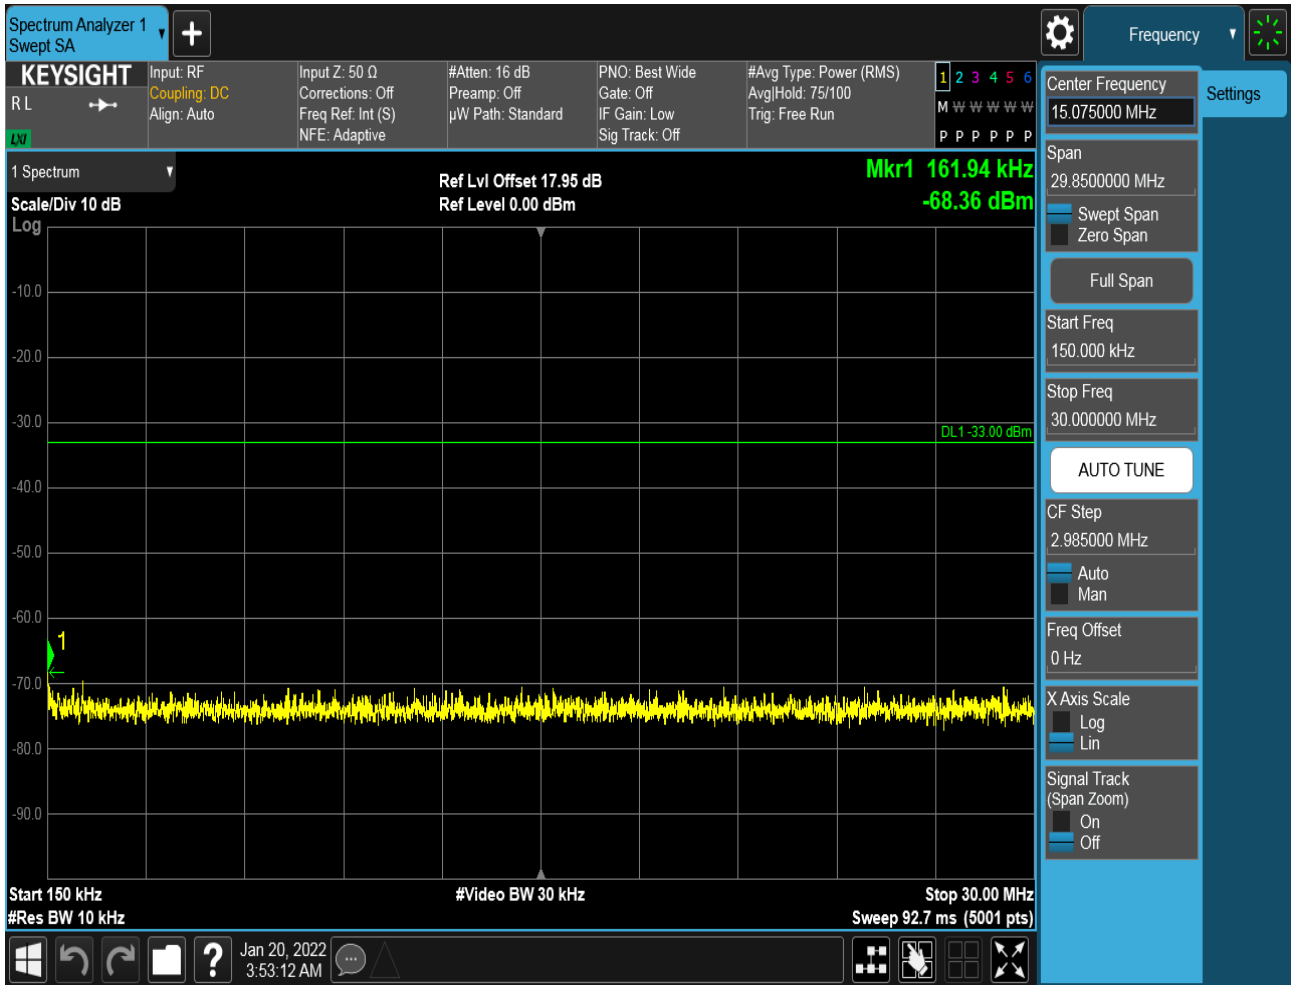 Spectrum Analyzer 1
Swept SA
Frequency
KEYSIGHT
R L
LXI
Input: RF
Coupling: DC
Align: Auto
Input Z: 50 Ω
Corrections: Off
Freq Ref: Int (S)
NFE: Adaptive
#Atten: 16 dB
Preamp: Off
µW Path: Standard
PNO: Best Wide
Gate: Off
IF Gain: Low
Sig Track: Off
#Avg Type: Power (RMS)
Avg|Hold: 75/100
Trig: Free Run
1 2 3 4 5 6
M W W W W W
P P P P P P
1 Spectrum
Scale/Div 10 dB
Log
Ref Lvl Offset 17.95 dB
Ref Level 0.00 dBm
Mkr1 161.94 kHz
-68.36 dBm
-10.0
-20.0
-30.0
DL1 -33.00 dBm
-40.0
-50.0
-60.0
1
-70.0
-80.0
-90.0
Start 150 kHz
#Video BW 30 kHz
Stop 30.00 MHz
#Res BW 10 kHz
Sweep 92.7 ms (5001 pts)
?
Jan 20, 2022
3:53:12 AM
Center Frequency
15.075000 MHz
Settings
Span
29.8500000 MHz
Swept Span
Zero Span
Full Span
Start Freq
150.000 kHz
Stop Freq
30.000000 MHz
AUTO TUNE
CF Step
2.985000 MHz
Auto
Man
Freq Offset
0 Hz
X Axis Scale
Log
Lin
Signal Track
(Span Zoom)
On
Off